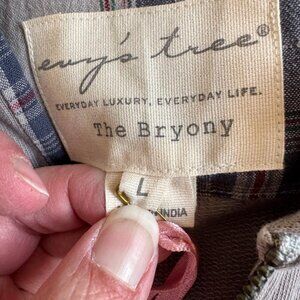 evy's tree®
EVERYDAY LUXURY. EVERYDAY LIFE.
The Bryony
L
INDIA